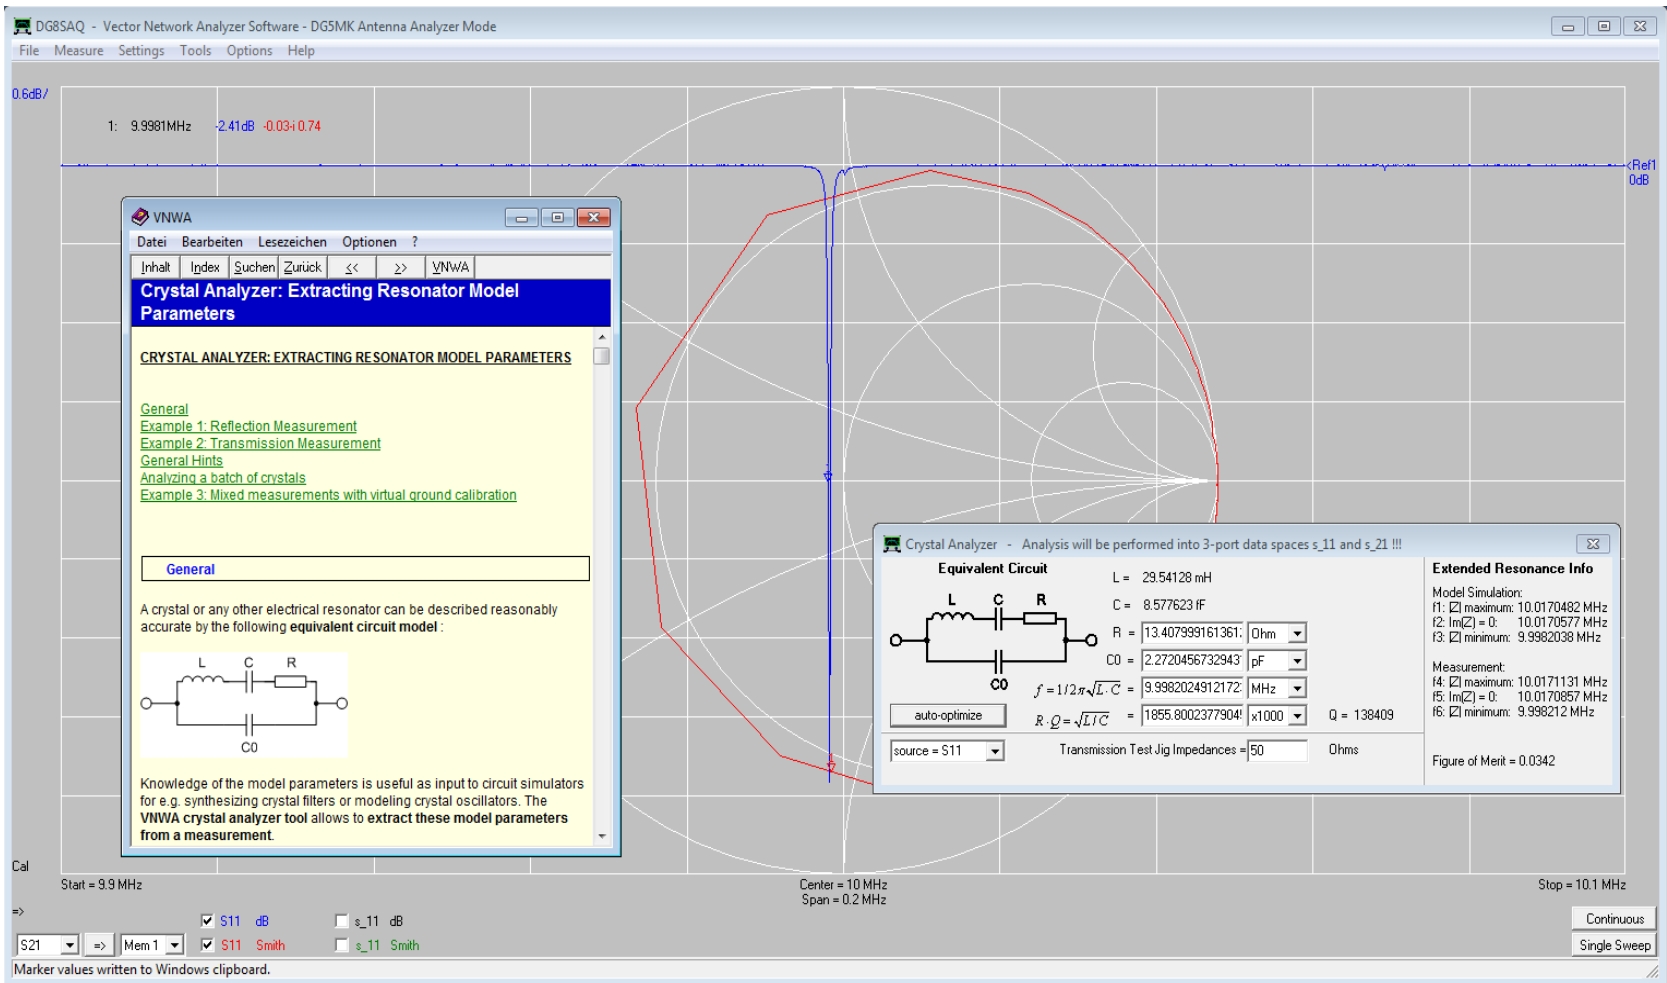 DG8SAQ - Vector Network Analyzer Software - DG5MK Antenna Analyzer Mode
File Measure Settings Tools Options Help
0.6dB/
1: 9.9981MHz -2.41dB -0.03-i 0.74
<Ref1
0dB
VNWA
Datei Bearbeiten Lesezeichen Optionen ?
Inhalt Index Suchen Zurück << >> VNWA
Crystal Analyzer: Extracting Resonator Model
Parameters
CRYSTAL ANALYZER: EXTRACTING RESONATOR MODEL PARAMETERS
General
Example 1: Reflection Measurement
Example 2: Transmission Measurement
General Hints
Analyzing a batch of crystals
Example 3: Mixed measurements with virtual ground calibration
General
A crystal or any other electrical resonator can be described reasonably
accurate by the following equivalent circuit model :
L C R
C0
Knowledge of the model parameters is useful as input to circuit simulators
for e.g. synthesizing crystal filters or modeling crystal oscillators. The
VNWA crystal analyzer tool allows to extract these model parameters
from a measurement.
Crystal Analyzer - Analysis will be performed into 3-port data spaces s_11 and s_21 !!!
Equivalent Circuit
L C R
C0
auto-optimize
source = S11
L = 29.54128 mH
C = 8.577623 fF
R = 13.407999161361 Ohm
C0 = 2.2720456732943 pF
f = 1/2π√L·C = 9.9982024912172 MHz
R·Q = √L/C = 1855.8002377904 x1000 Q = 138409
Transmission Test Jig Impedances = 50 Ohms
Extended Resonance Info
Model Simulation:
f1: |Z| maximum: 10.0170482 MHz
f2: Im(Z) = 0: 10.0170577 MHz
f3: |Z| minimum: 9.9982038 MHz
Measurement:
f4: |Z| maximum: 10.0171131 MHz
f5: Im(Z) = 0: 10.0170857 MHz
f6: |Z| minimum: 9.998212 MHz
Figure of Merit = 0.0342
Cal
Start = 9.9 MHz
Center = 10 MHz
Span = 0.2 MHz
Stop = 10.1 MHz
=>
S11 dB s_11 dB
Continuous
S21 => Mem 1 S11 Smith s_11 Smith
Single Sweep
Marker values written to Windows clipboard.